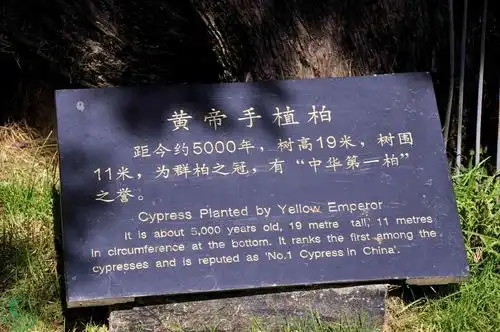 黄帝手植柏
距今约5000年，树高19米，树围
11米，为群柏之冠，有“中华第一柏”
之誉。
Cypress Planted by Yellow Emperor
It is about 5,000 years old, 19 metre tall, 11 metres
in circumference at the bottom. It ranks the first among the
cypresses and is reputed as 'No.1 Cypress in China'.